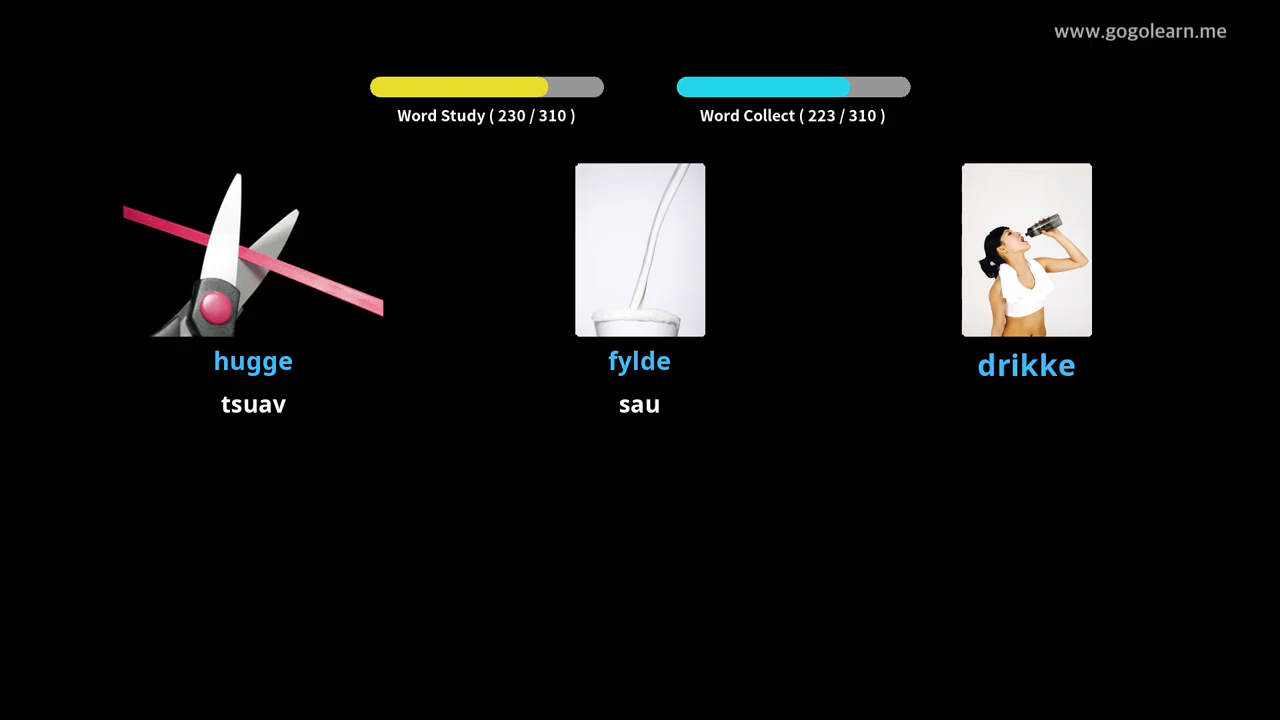 www.gogolearn.me
Word Study ( 230 / 310 )
Word Collect ( 223 / 310 )
hugge
fylde
drikke
tsuav
sau